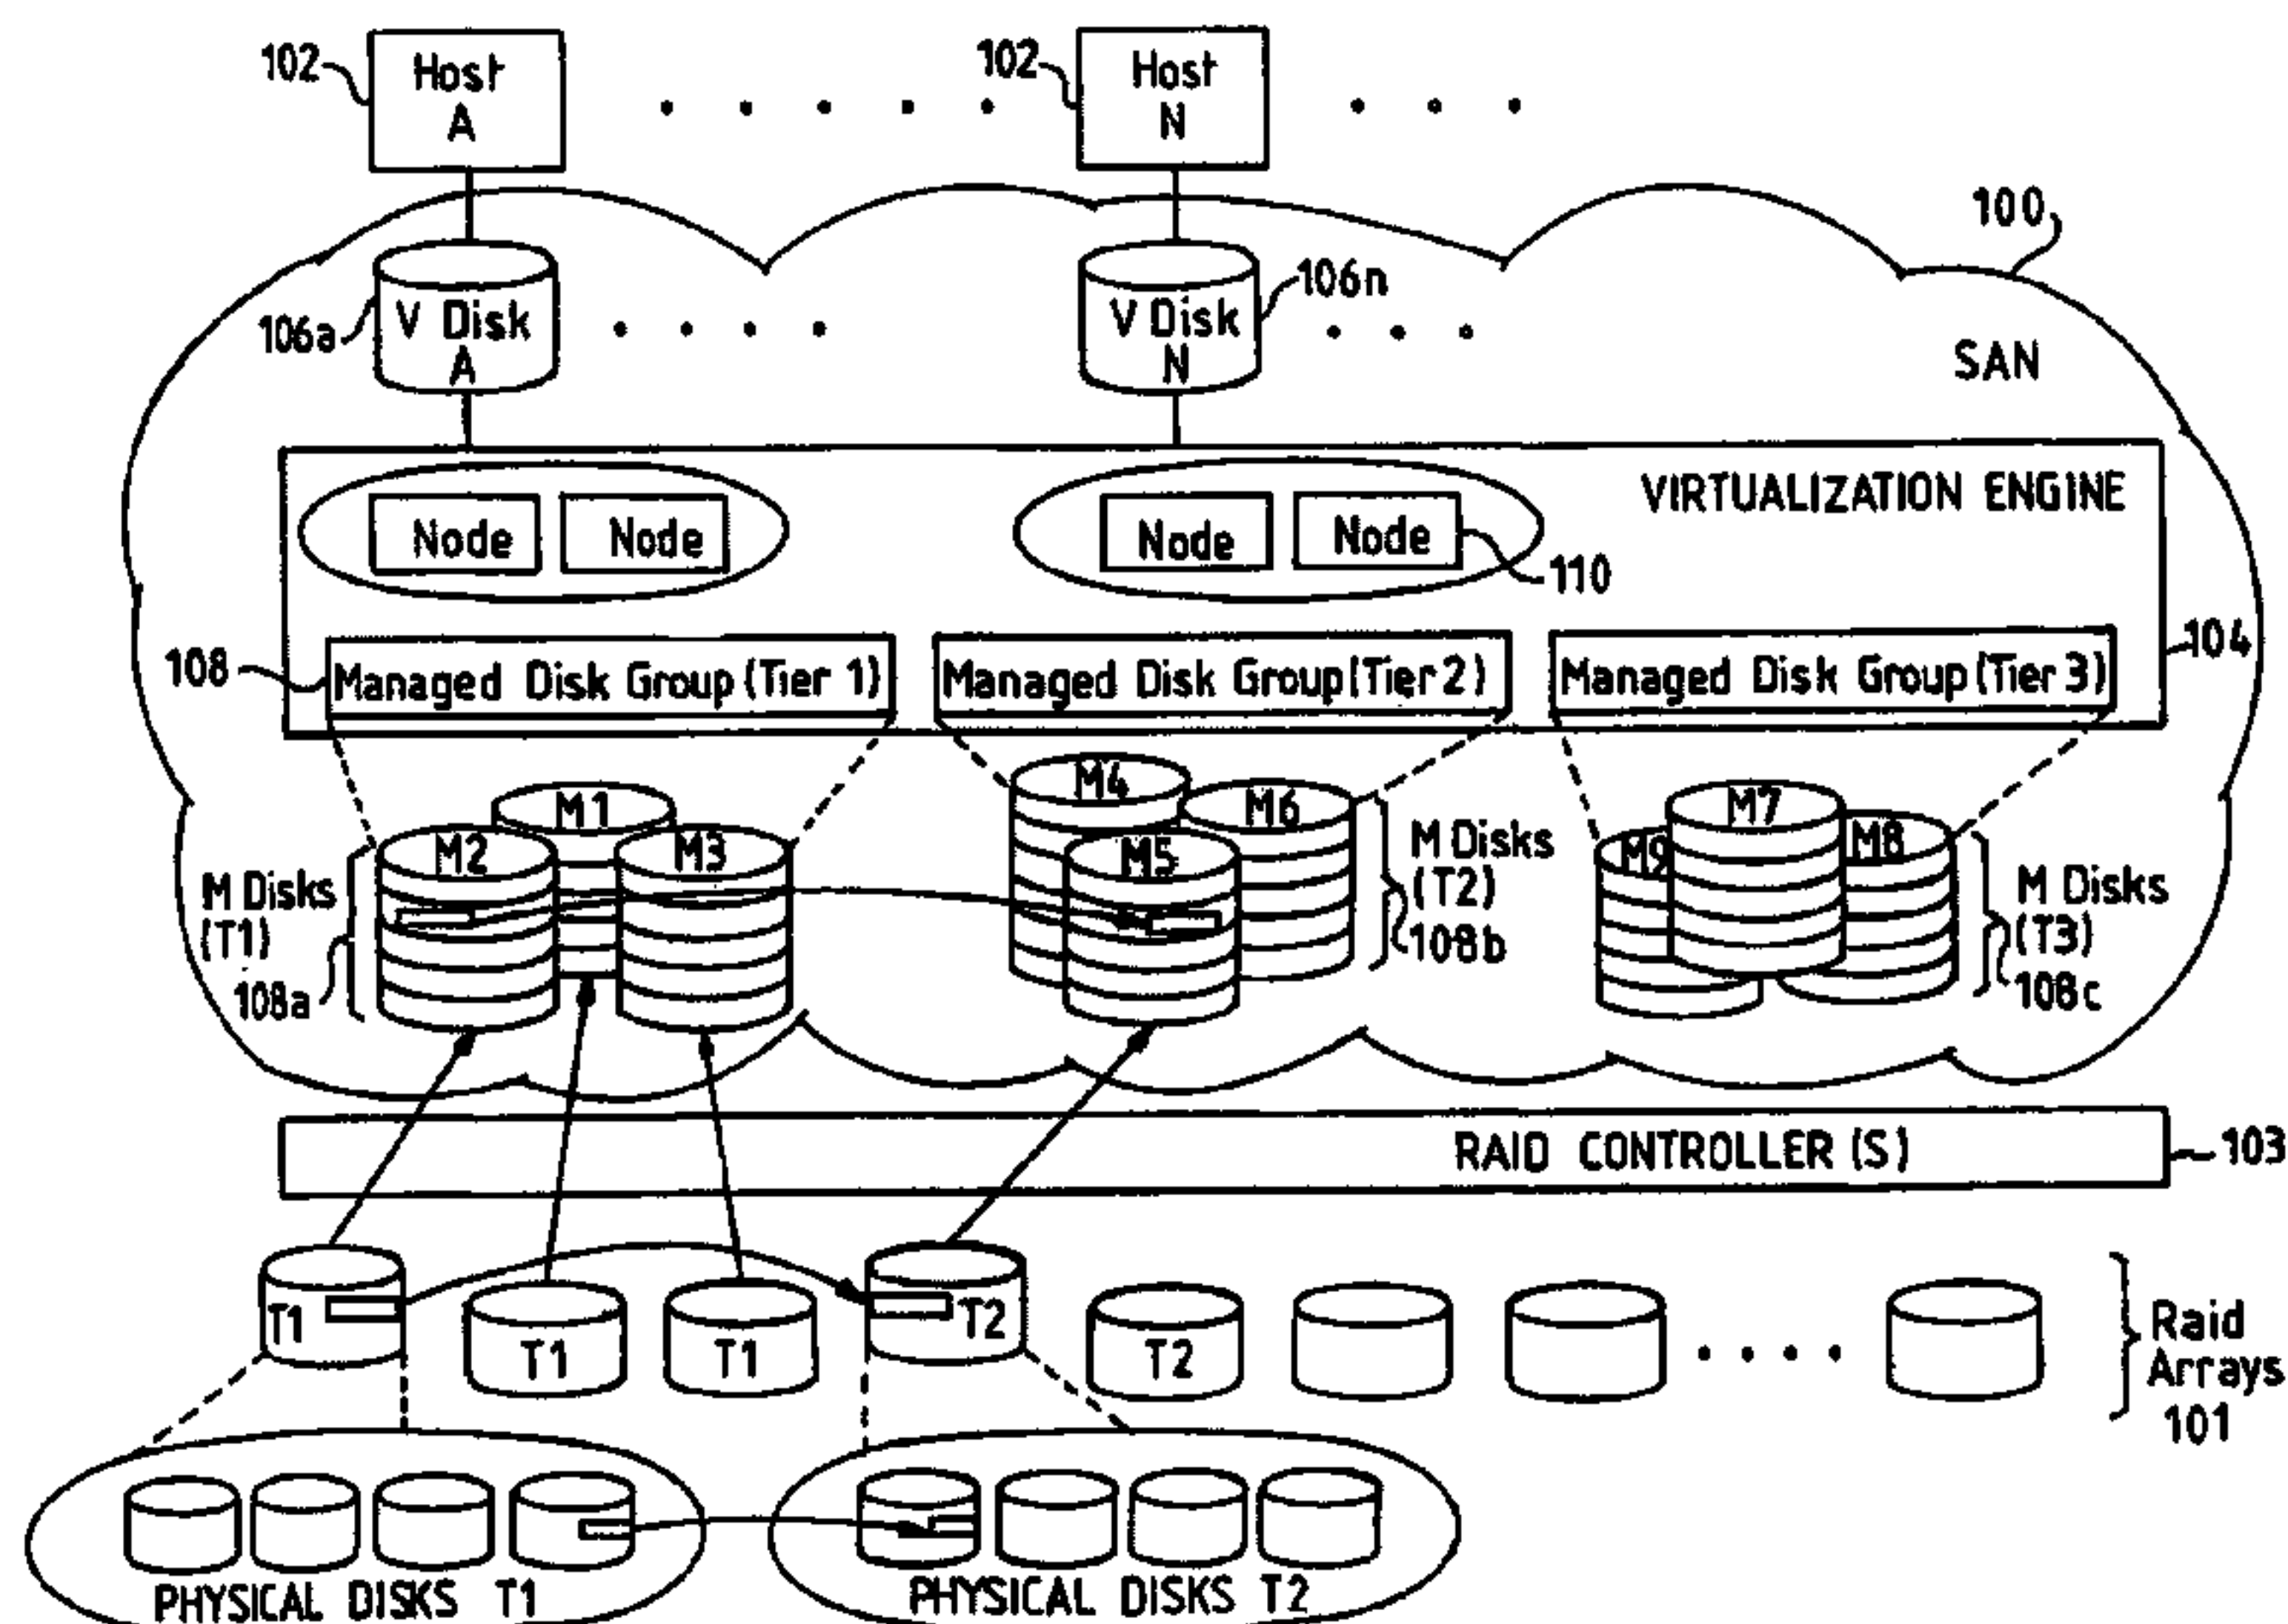 102
Host
A
102
Host
N
100
106a
V Disk
A
V Disk
N
106n
SAN
VIRTUALIZATION ENGINE
Node
Node
Node
Node
110
108
Managed Disk Group (Tier 1)
Managed Disk Group (Tier 2)
Managed Disk Group (Tier 3)
104
M1
M2
M3
M Disks
(T1)
108a
M4
M6
M5
M Disks
(T2)
108b
M7
M9
M8
M Disks
(T3)
108c
RAID CONTROLLER (S)
103
T1
T1
T1
T2
T2
Raid
Arrays
101
PHYSICAL DISKS T1
PHYSICAL DISKS T2